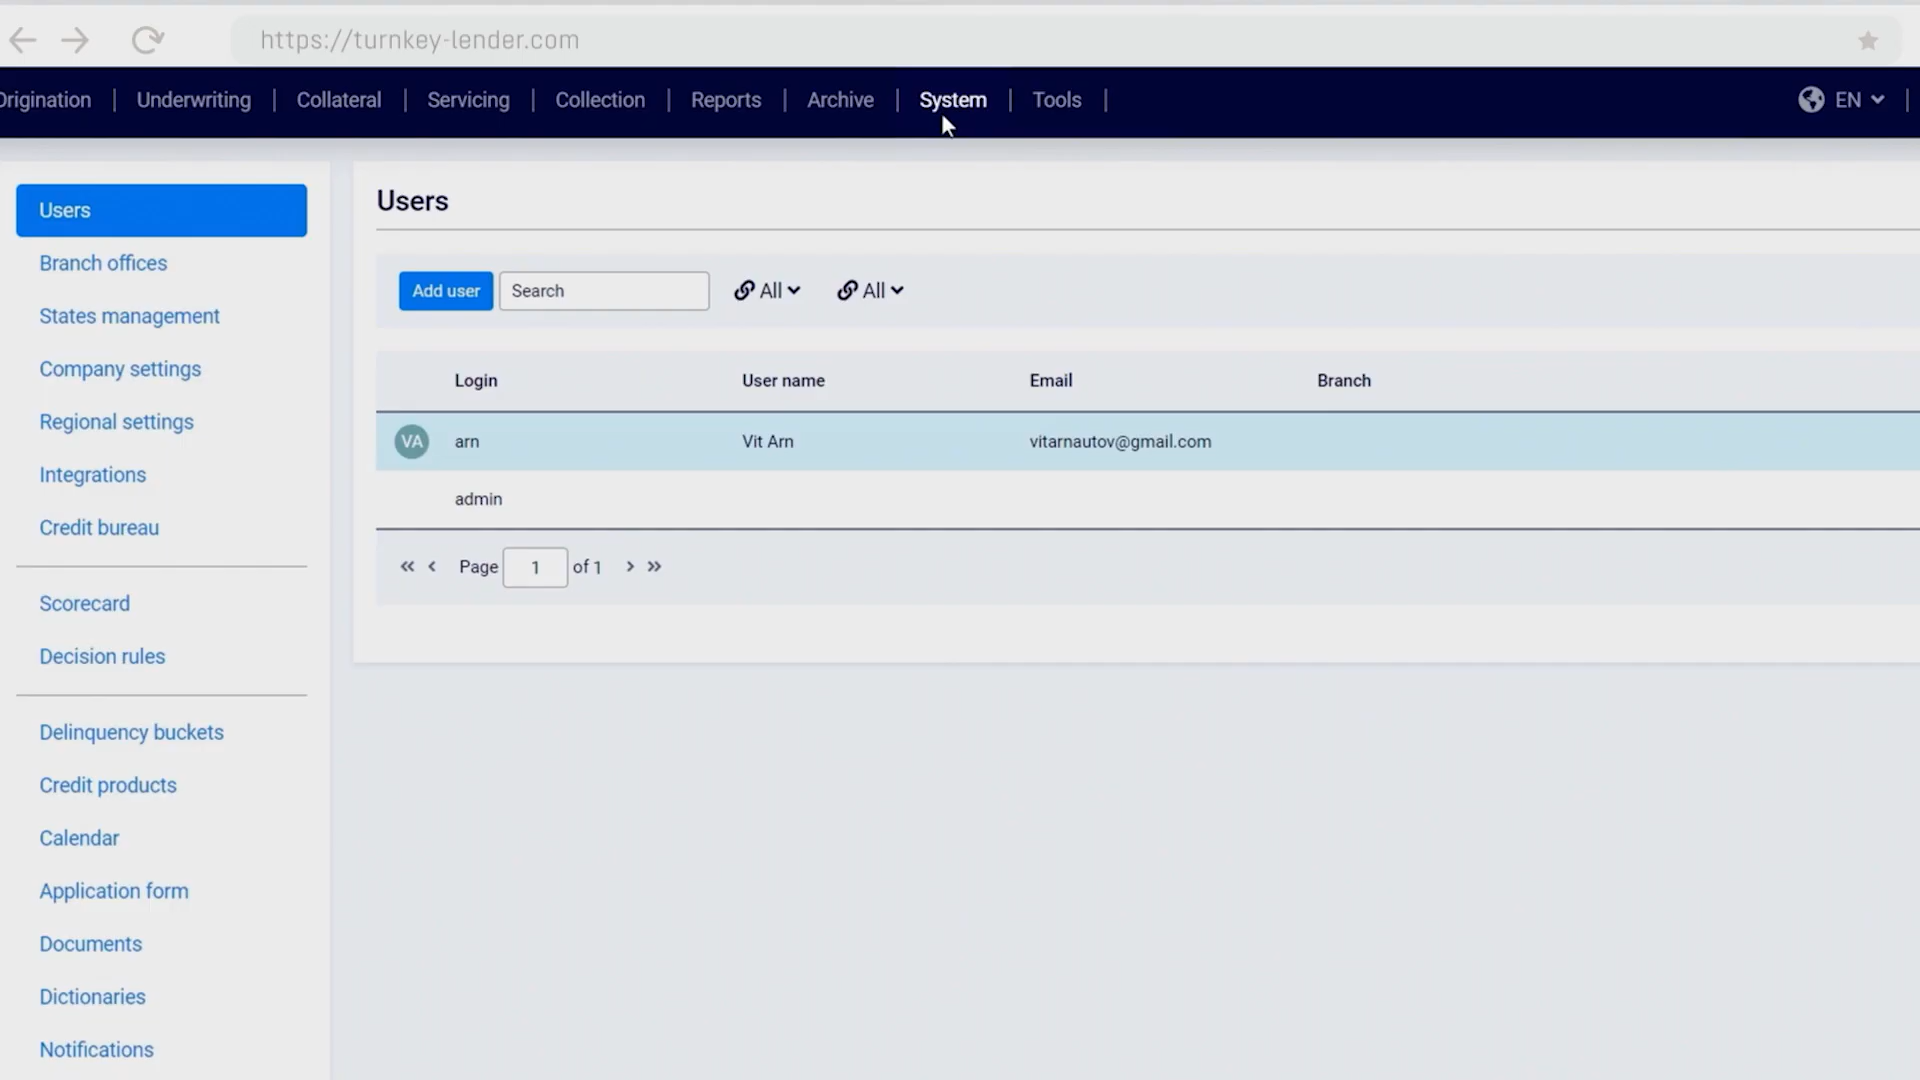 https://turnkey-lender.com
Origination | Underwriting | Collateral | Servicing | Collection | Reports | Archive | System | Tools |
EN |
Users
Branch offices
States management
Company settings
Regional settings
Integrations
Credit bureau
Scorecard
Decision rules
Delinquency buckets
Credit products
Calendar
Application form
Documents
Dictionaries
Notifications
Users
Add user Search All All
Login User name Email Branch
VA arn Vit Arn vitarnautov@gmail.com
admin
« ‹ Page 1 of 1 › »